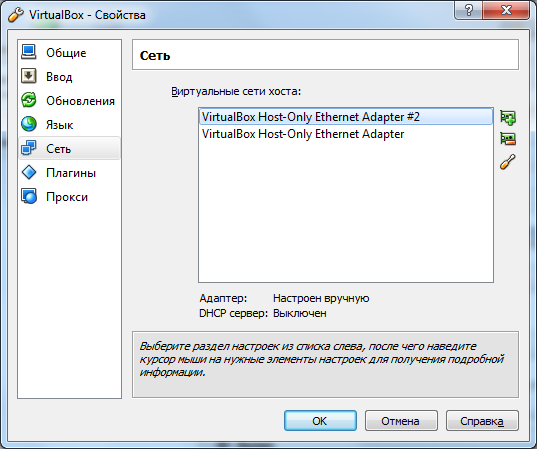 VirtualBox - Свойства
Общие
Ввод
Обновления
Язык
Сеть
Плагины
Прокси
Сеть
Виртуальные сети хоста:
VirtualBox Host-Only Ethernet Adapter #2
VirtualBox Host-Only Ethernet Adapter
Адаптер: Настроен вручную
DHCP сервер: Выключен
Выберите раздел настроек из списка слева, после чего наведите
курсор мыши на нужные элементы настроек для получения подробной
информации.
OK Отмена Справка